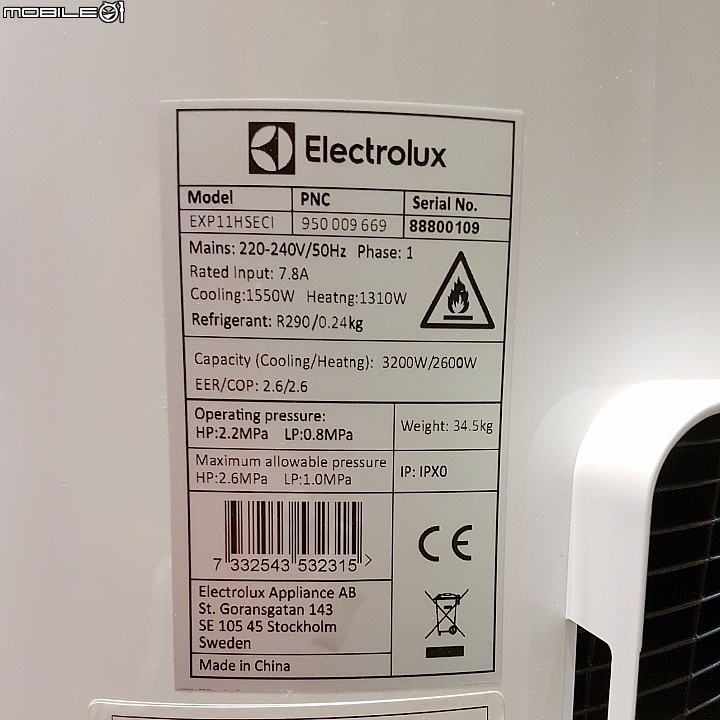 MOBILE01
Electrolux
Model PNC Serial No.
EXP11HSECI 950 009 669 88800109
Mains: 220-240V/50Hz Phase: 1
Rated Input: 7.8A
Cooling:1550W Heatng:1310W
Refrigerant: R290/0.24kg
Capacity (Cooling/Heatng): 3200W/2600W
EER/COP: 2.6/2.6
Operating pressure:
HP:2.2MPa LP:0.8MPa
Weight: 34.5kg
Maximum allowable pressure
HP:2.6MPa LP:1.0MPa
IP: IPX0
7 332543 532315 >
CE
Electrolux Appliance AB
St. Goransgatan 143
SE 105 45 Stockholm
Sweden
Made in China